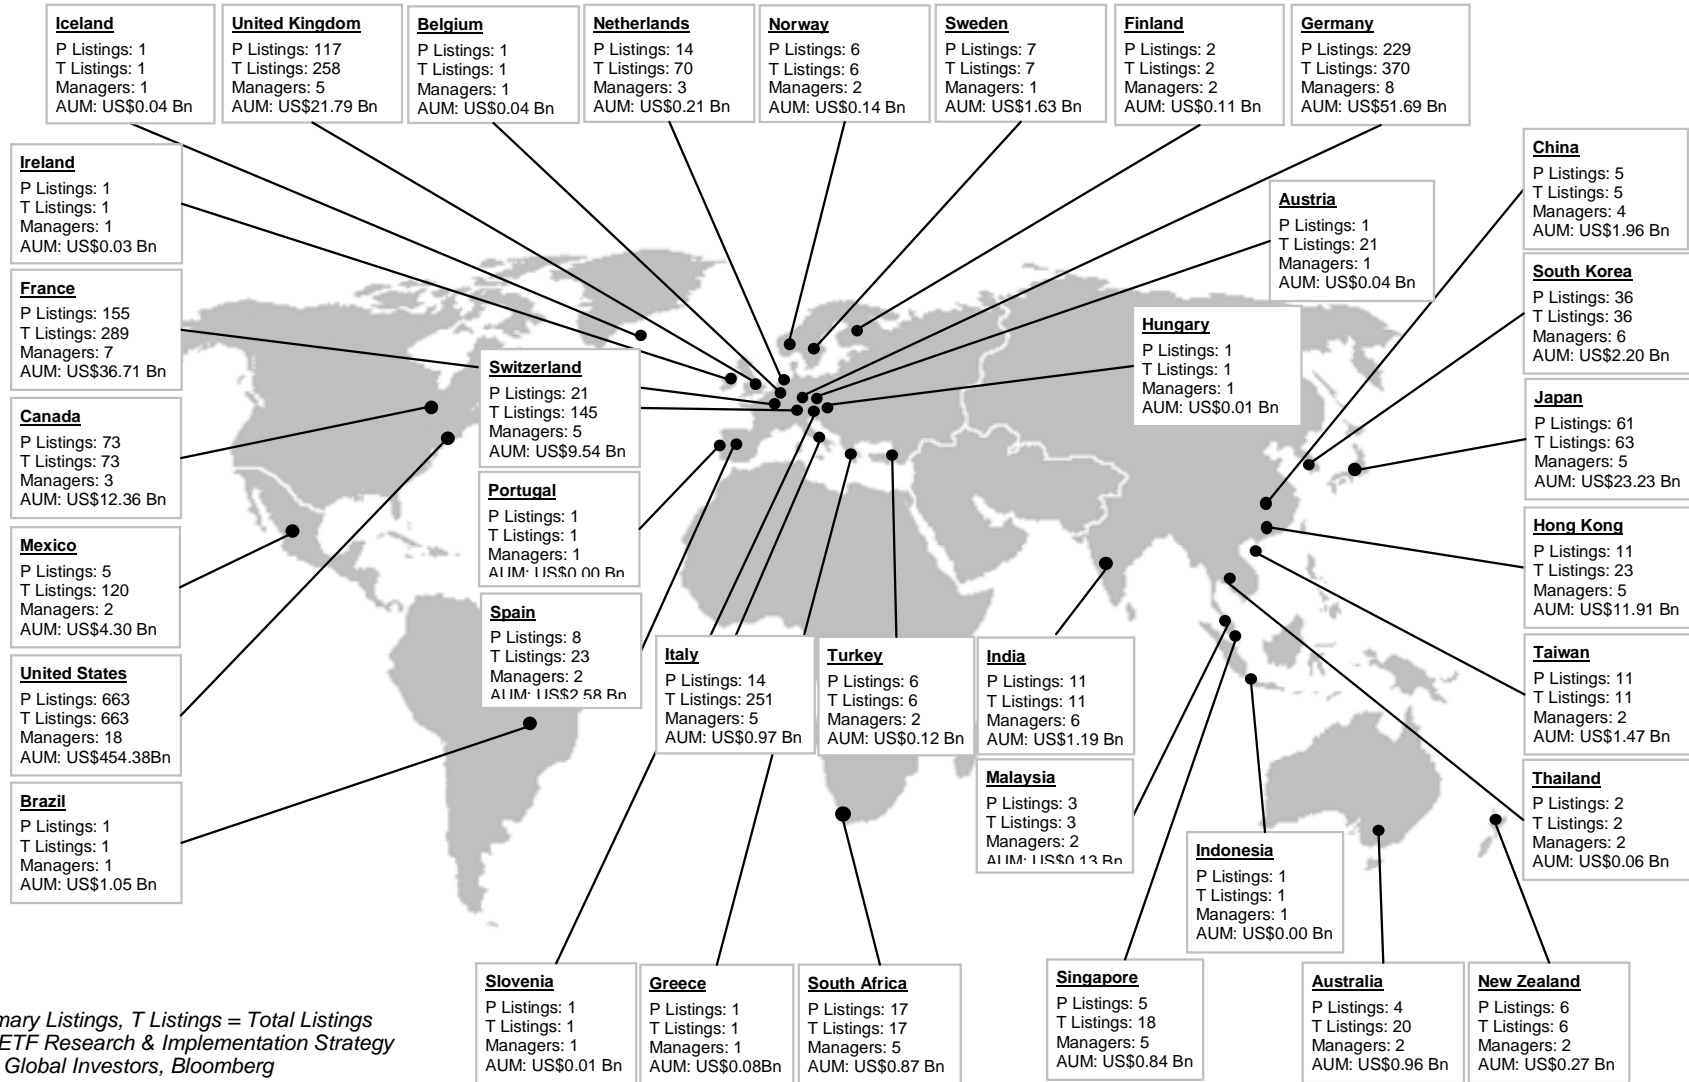 Iceland
P Listings: 1
T Listings: 1
Managers: 1
AUM: US$0.04 Bn
United Kingdom
P Listings: 117
T Listings: 258
Managers: 5
AUM: US$21.79 Bn
Belgium
P Listings: 1
T Listings: 1
Managers: 1
AUM: US$0.04 Bn
Netherlands
P Listings: 14
T Listings: 70
Managers: 3
AUM: US$0.21 Bn
Norway
P Listings: 6
T Listings: 6
Managers: 2
AUM: US$0.14 Bn
Sweden
P Listings: 7
T Listings: 7
Managers: 1
AUM: US$1.63 Bn
Finland
P Listings: 2
T Listings: 2
Managers: 2
AUM: US$0.11 Bn
Germany
P Listings: 229
T Listings: 370
Managers: 8
AUM: US$51.69 Bn
Ireland
P Listings: 1
T Listings: 1
Managers: 1
AUM: US$0.03 Bn
France
P Listings: 155
T Listings: 289
Managers: 7
AUM: US$36.71 Bn
Canada
P Listings: 73
T Listings: 73
Managers: 3
AUM: US$12.36 Bn
Mexico
P Listings: 5
T Listings: 120
Managers: 2
AUM: US$4.30 Bn
United States
P Listings: 663
T Listings: 663
Managers: 18
AUM: US$454.38Bn
Brazil
P Listings: 1
T Listings: 1
Managers: 1
AUM: US$1.05 Bn
Switzerland
P Listings: 21
T Listings: 145
Managers: 5
AUM: US$9.54 Bn
Portugal
P Listings: 1
T Listings: 1
Managers: 1
AUM: US$0.00 Bn
Spain
P Listings: 8
T Listings: 23
Managers: 2
AUM: US$2.58 Bn
Italy
P Listings: 14
T Listings: 251
Managers: 5
AUM: US$0.97 Bn
Turkey
P Listings: 6
T Listings: 6
Managers: 2
AUM: US$0.12 Bn
India
P Listings: 11
T Listings: 11
Managers: 6
AUM: US$1.19 Bn
Malaysia
P Listings: 3
T Listings: 3
Managers: 2
AUM: US$0.13 Bn
Austria
P Listings: 1
T Listings: 21
Managers: 1
AUM: US$0.04 Bn
Hungary
P Listings: 1
T Listings: 1
Managers: 1
AUM: US$0.01 Bn
China
P Listings: 5
T Listings: 5
Managers: 4
AUM: US$1.96 Bn
South Korea
P Listings: 36
T Listings: 36
Managers: 6
AUM: US$2.20 Bn
Japan
P Listings: 61
T Listings: 63
Managers: 5
AUM: US$23.23 Bn
Hong Kong
P Listings: 11
T Listings: 23
Managers: 5
AUM: US$11.91 Bn
Taiwan
P Listings: 11
T Listings: 11
Managers: 2
AUM: US$1.47 Bn
Thailand
P Listings: 2
T Listings: 2
Managers: 2
AUM: US$0.06 Bn
Indonesia
P Listings: 1
T Listings: 1
Managers: 1
AUM: US$0.00 Bn
Slovenia
P Listings: 1
T Listings: 1
Managers: 1
AUM: US$0.01 Bn
Greece
P Listings: 1
T Listings: 1
Managers: 1
AUM: US$0.08Bn
South Africa
P Listings: 17
T Listings: 17
Managers: 5
AUM: US$0.87 Bn
Singapore
P Listings: 5
T Listings: 18
Managers: 5
AUM: US$0.84 Bn
Australia
P Listings: 4
T Listings: 20
Managers: 2
AUM: US$0.96 Bn
New Zealand
P Listings: 6
T Listings: 6
Managers: 2
AUM: US$0.27 Bn
mary Listings, T Listings = Total Listings
ETF Research & Implementation Strategy
Global Investors, Bloomberg